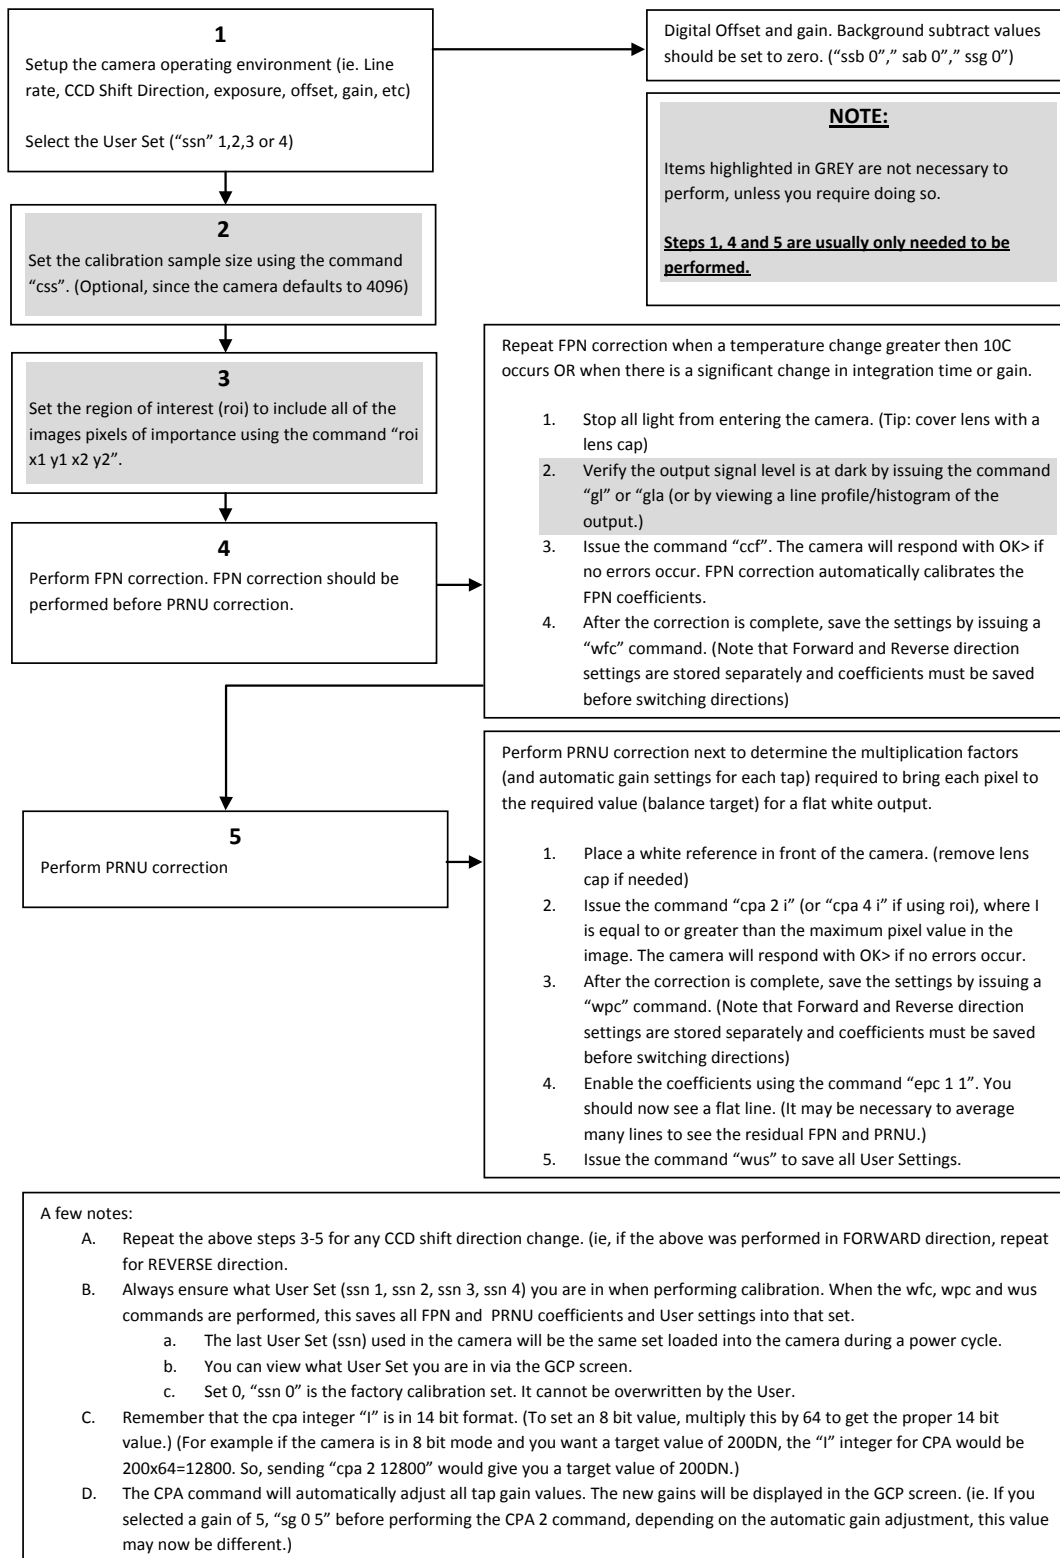 1
Setup the camera operating environment (ie. Line
rate, CCD Shift Direction, exposure, offset, gain, etc)
Select the User Set (“ssn” 1,2,3 or 4)
Digital Offset and gain. Background subtract values
should be set to zero. (“ssb 0”,” sab 0”,” ssg 0”)
NOTE:
Items highlighted in GREY are not necessary to
perform, unless you require doing so.
Steps 1, 4 and 5 are usually only needed to be
performed.
2
Set the calibration sample size using the command
“css”. (Optional, since the camera defaults to 4096)
3
Set the region of interest (roi) to include all of the
images pixels of importance using the command “roi
x1 y1 x2 y2”.
4
Perform FPN correction. FPN correction should be
performed before PRNU correction.
Repeat FPN correction when a temperature change greater then 10C
occurs OR when there is a significant change in integration time or gain.
1. Stop all light from entering the camera. (Tip: cover lens with a
lens cap)
2. Verify the output signal level is at dark by issuing the command
“gl” or “gla (or by viewing a line profile/histogram of the
output.)
3. Issue the command “ccf”. The camera will respond with OK> if
no errors occur. FPN correction automatically calibrates the
FPN coefficients.
4. After the correction is complete, save the settings by issuing a
“wfc” command. (Note that Forward and Reverse direction
settings are stored separately and coefficients must be saved
before switching directions)
5
Perform PRNU correction
Perform PRNU correction next to determine the multiplication factors
(and automatic gain settings for each tap) required to bring each pixel to
the required value (balance target) for a flat white output.
1. Place a white reference in front of the camera. (remove lens
cap if needed)
2. Issue the command “cpa 2 i” (or “cpa 4 i” if using roi), where I
is equal to or greater than the maximum pixel value in the
image. The camera will respond with OK> if no errors occur.
3. After the correction is complete, save the settings by issuing a
“wpc” command. (Note that Forward and Reverse direction
settings are stored separately and coefficients must be saved
before switching directions)
4. Enable the coefficients using the command “epc 1 1”. You
should now see a flat line. (It may be necessary to average
many lines to see the residual FPN and PRNU.)
5. Issue the command “wus” to save all User Settings.
A few notes:
A. Repeat the above steps 3-5 for any CCD shift direction change. (ie, if the above was performed in FORWARD direction, repeat
for REVERSE direction.
B. Always ensure what User Set (ssn 1, ssn 2, ssn 3, ssn 4) you are in when performing calibration. When the wfc, wpc and wus
commands are performed, this saves all FPN and PRNU coefficients and User settings into that set.
a. The last User Set (ssn) used in the camera will be the same set loaded into the camera during a power cycle.
b. You can view what User Set you are in via the GCP screen.
c. Set 0, “ssn 0” is the factory calibration set. It cannot be overwritten by the User.
C. Remember that the cpa integer “I” is in 14 bit format. (To set an 8 bit value, multiply this by 64 to get the proper 14 bit
value.) (For example if the camera is in 8 bit mode and you want a target value of 200DN, the “I” integer for CPA would be
200x64=12800. So, sending “cpa 2 12800” would give you a target value of 200DN.)
D. The CPA command will automatically adjust all tap gain values. The new gains will be displayed in the GCP screen. (ie. If you
selected a gain of 5, “sg 0 5” before performing the CPA 2 command, depending on the automatic gain adjustment, this value
may now be different.)